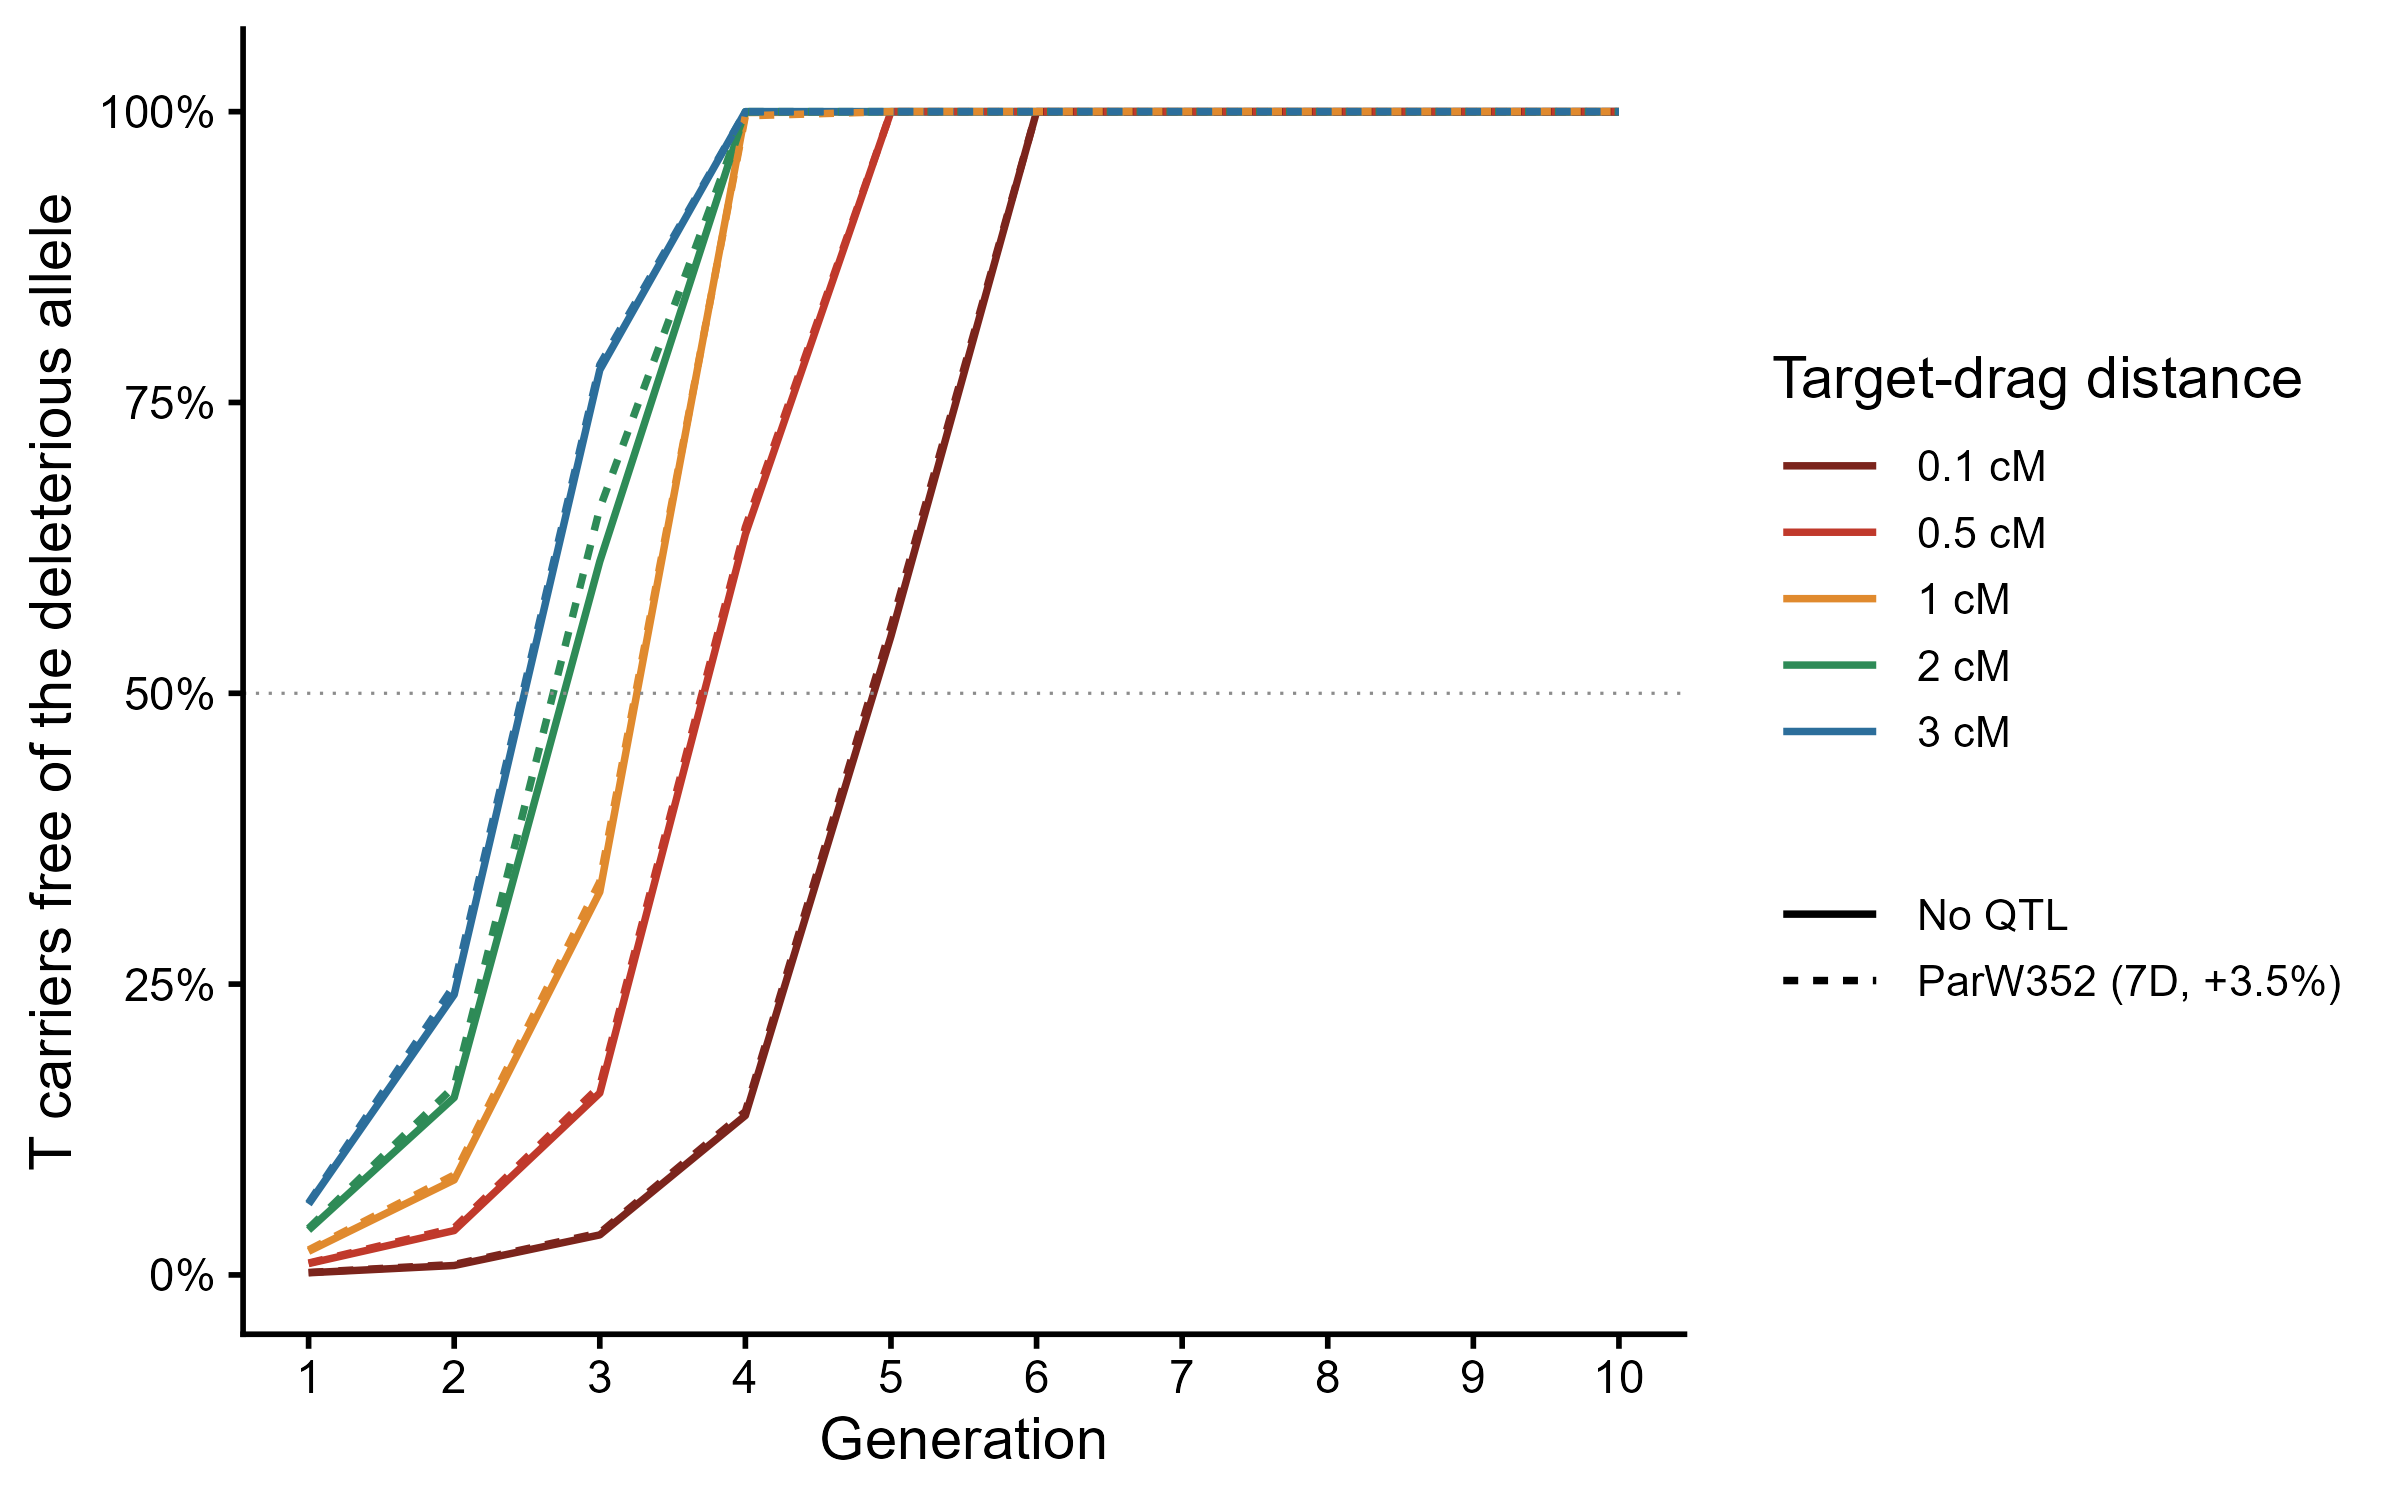 T carriers free of the deleterious allele
100%
75%
50%
25%
0%
1 2 3 4 5 6 7 8 9 10
Generation
Target-drag distance
0.1 cM
0.5 cM
1 cM
2 cM
3 cM
No QTL
ParW352 (7D, +3.5%)